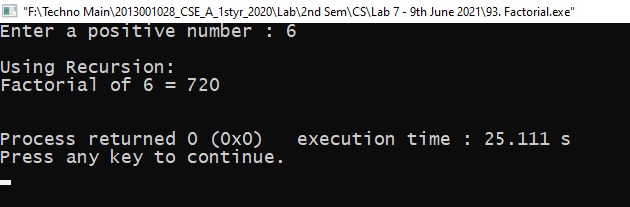 "F:\Techno Main\2013001028_CSE_A_1styr_2020\Lab\2nd Sem\CS\Lab 7 - 9th June 2021\93. Factorial.exe"
Enter a positive number : 6
Using Recursion:
Factorial of 6 = 720
Process returned 0 (0x0)   execution time : 25.111 s
Press any key to continue.